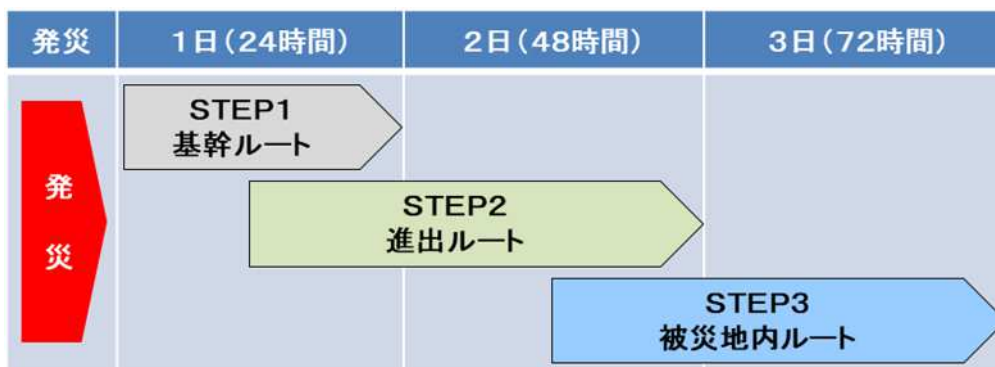 発災
1日(24時間)
2日(48時間)
3日(72時間)
発災
STEP1
基幹ルート
STEP2
進出ルート
STEP3
被災地内ルート